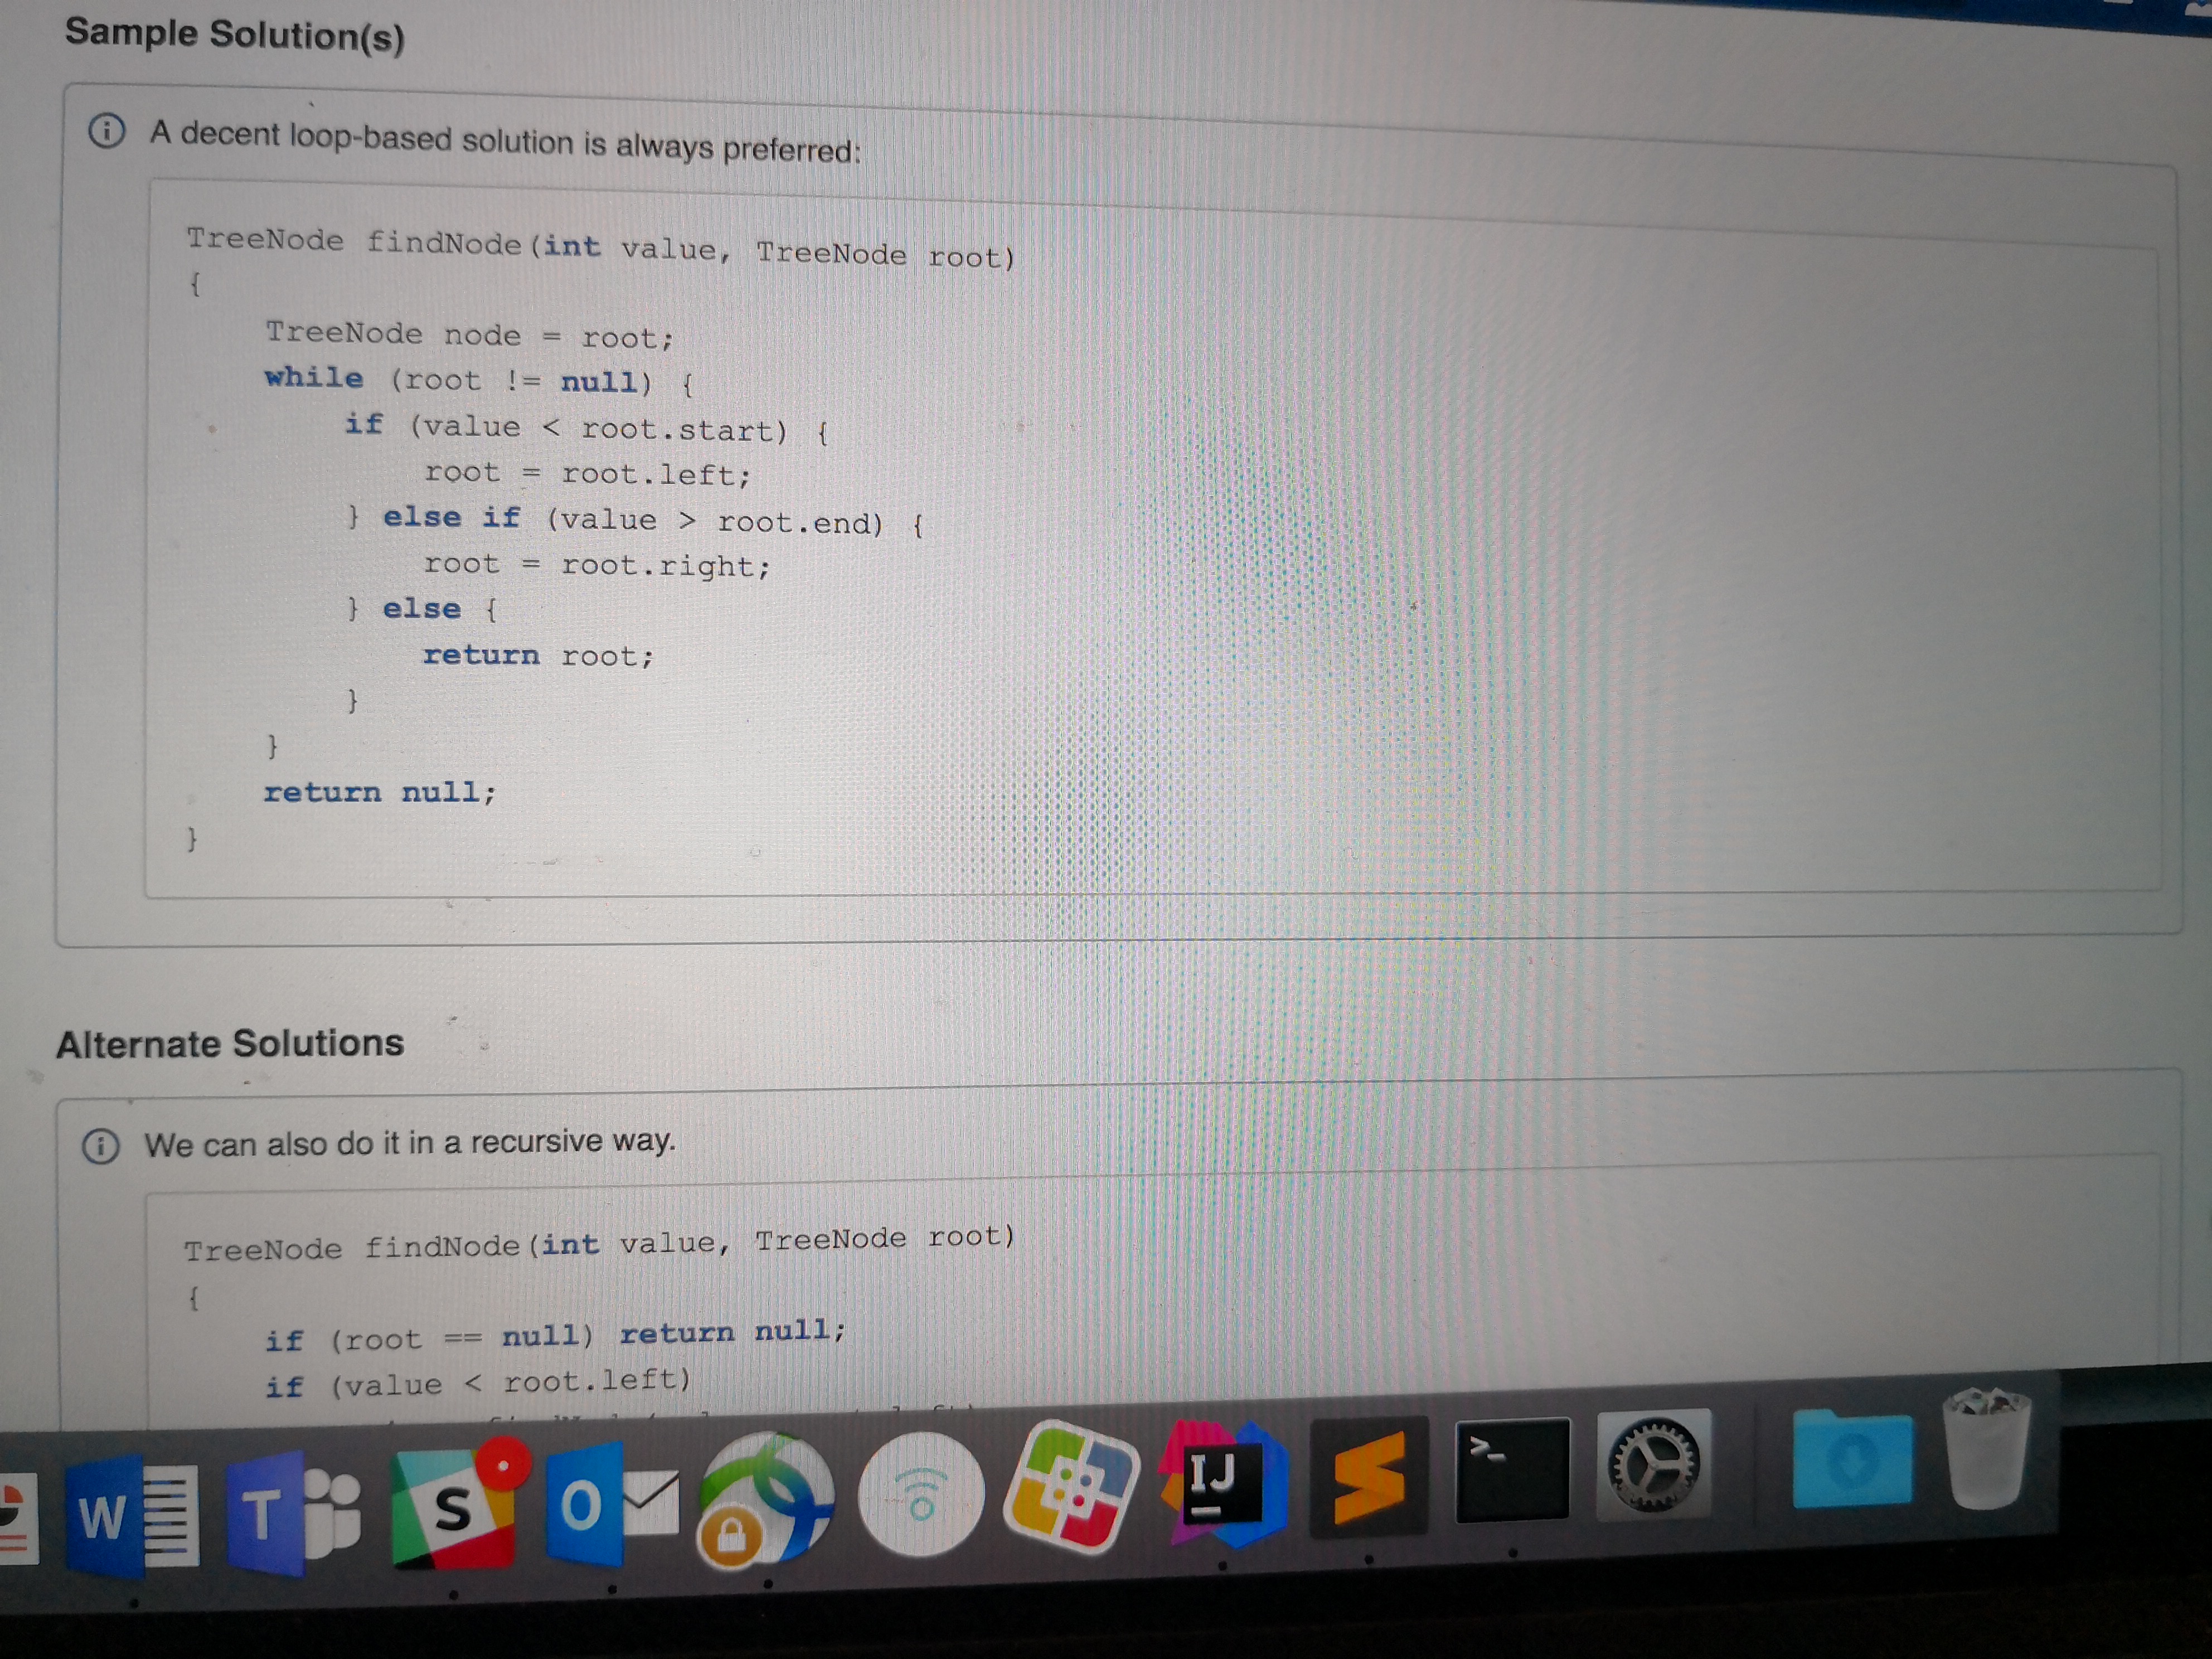 Sample Solution(s)
A decent loop-based solution is always preferred:
TreeNode findNode(int value, TreeNode root)
{
    TreeNode node = root;
    while (root != null) {
        if (value < root.start) {
            root = root.left;
        } else if (value > root.end) {
            root = root.right;
        } else {
            return root;
        }
    }
    return null;
}
Alternate Solutions
We can also do it in a recursive way.
TreeNode findNode(int value, TreeNode root)
{
    if (root == null) return null;
    if (value < root.left)
W
T
S
O
IJ
>_